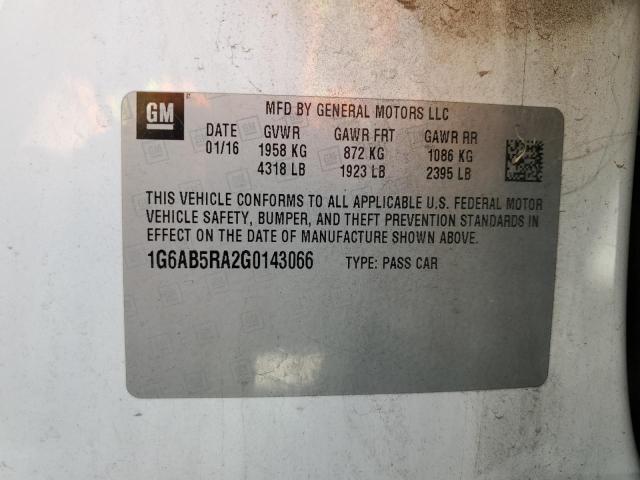 GM
MFD BY GENERAL MOTORS LLC
DATE GVWR GAWR FRT GAWR RR
01/16 1958 KG 872 KG 1086 KG
4318 LB 1923 LB 2395 LB
THIS VEHICLE CONFORMS TO ALL APPLICABLE U.S. FEDERAL MOTOR
VEHICLE SAFETY, BUMPER, AND THEFT PREVENTION STANDARDS IN
EFFECT ON THE DATE OF MANUFACTURE SHOWN ABOVE.
1G6AB5RA2G0143066 TYPE: PASS CAR